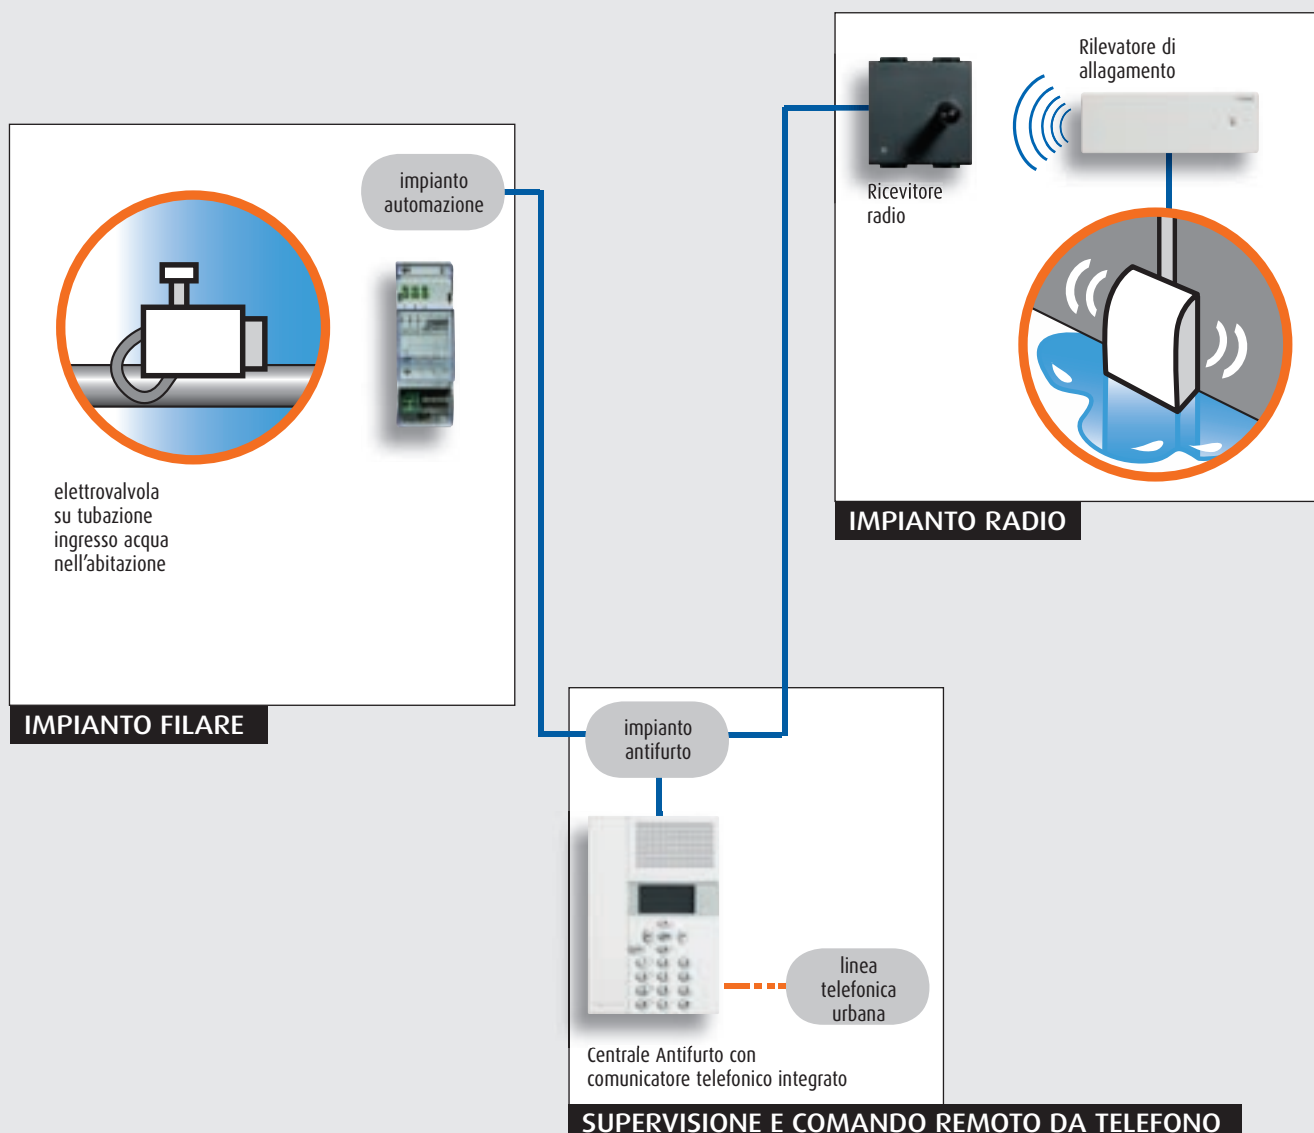 Rilevatore di
allagamento
Ricevitore
radio
IMPIANTO RADIO
impianto
automazione
elettrovalvola
su tubazione
ingresso acqua
nell'abitazione
IMPIANTO FILARE
impianto
antifurto
linea
telefonica
urbana
Centrale Antifurto con
comunicatore telefonico integrato
SUPERVISIONE E COMANDO REMOTO DA TELEFONO